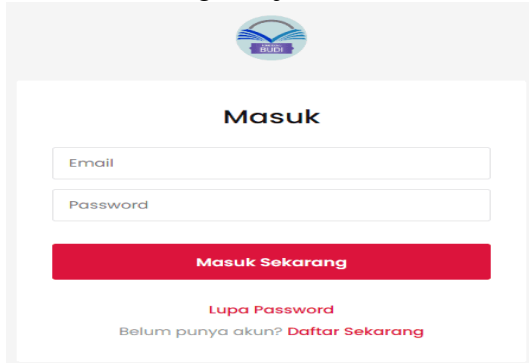 BUDI
Masuk
Email
Password
Masuk Sekarang
Lupa Password
Belum punya akun? Daftar Sekarang